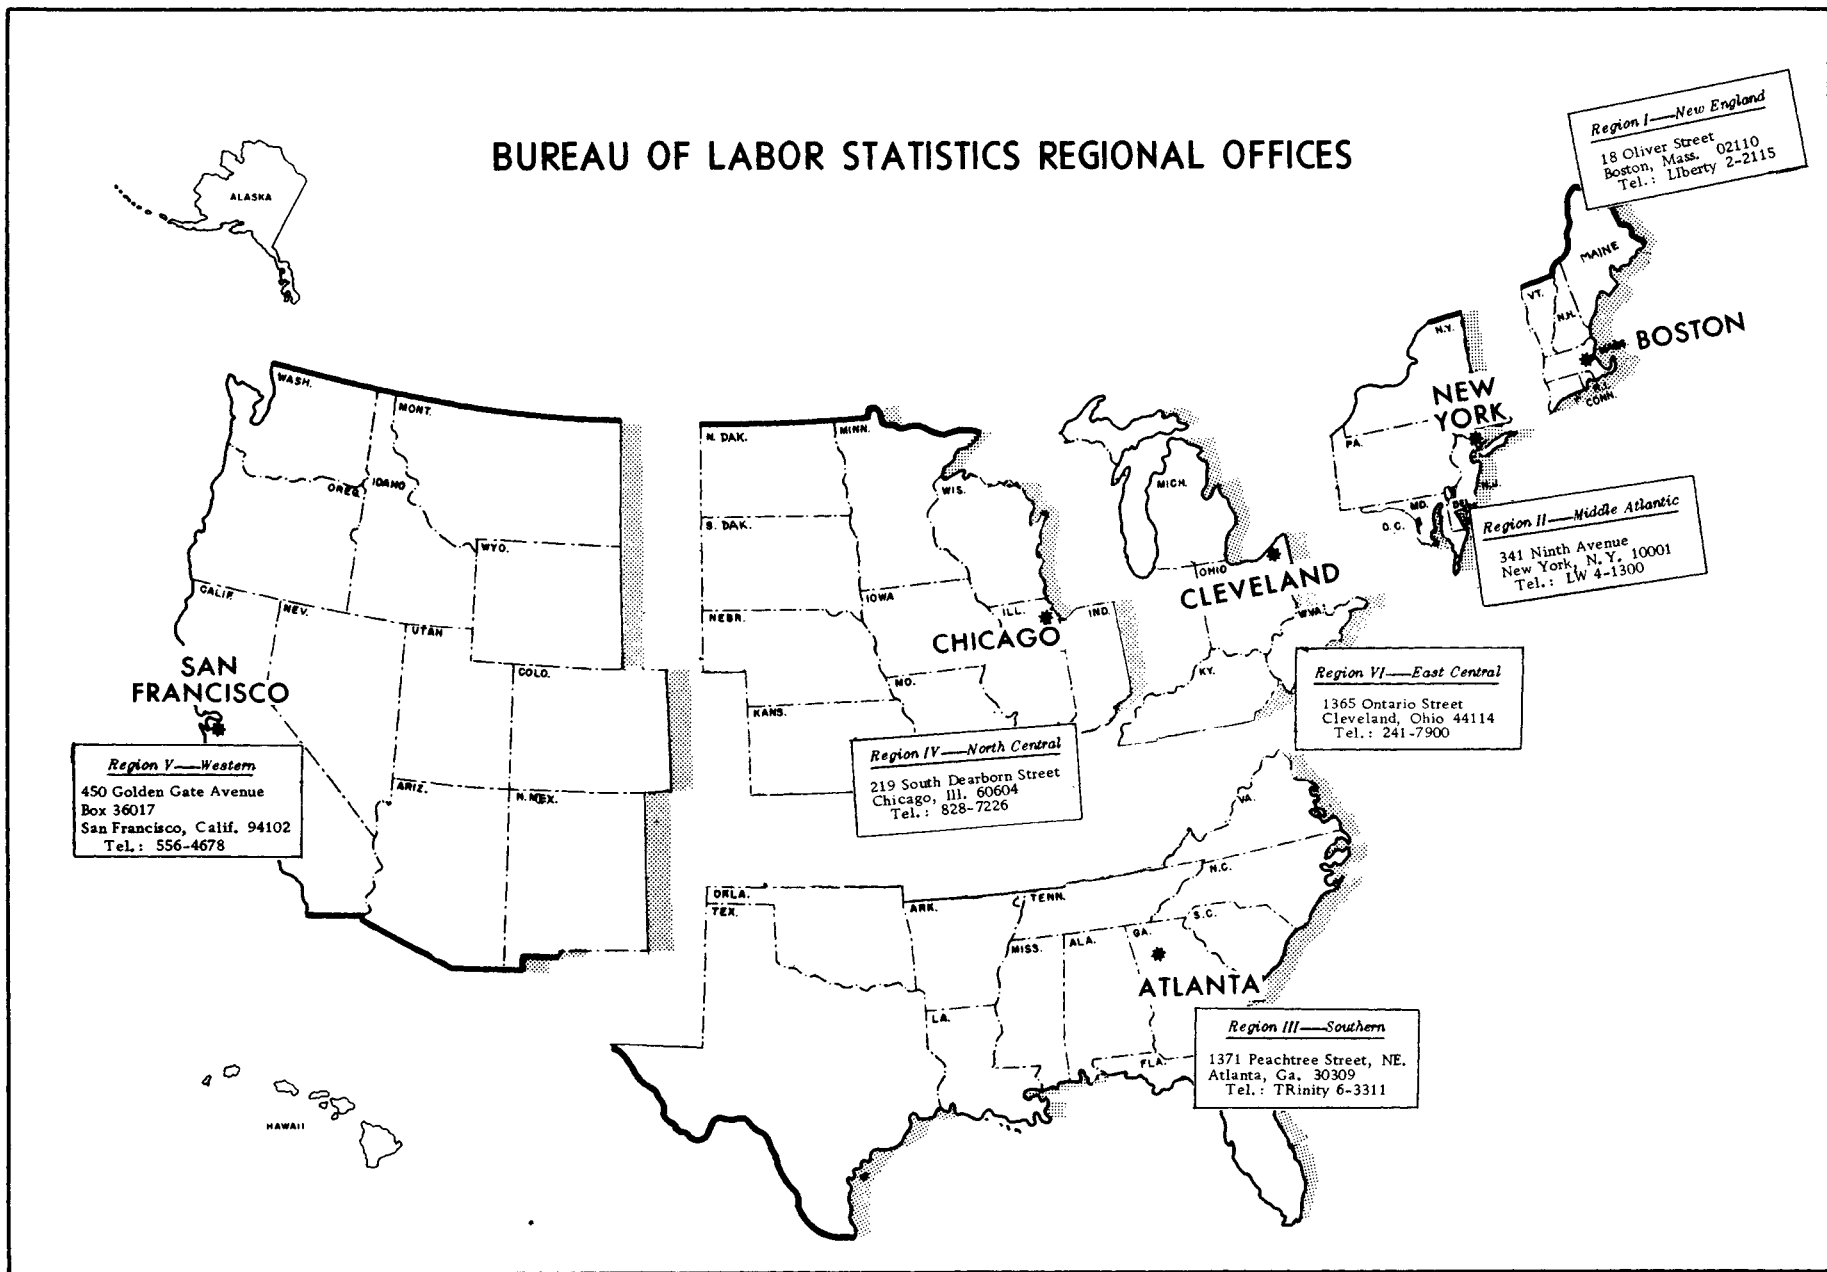 BUREAU OF LABOR STATISTICS REGIONAL OFFICES
Region I—New England
18 Oliver Street
Boston, Mass. 02110
Tel.: LIberty 2-2115
ALASKA
MAINE
VT.
N.H.
MASS.
BOSTON
R.I.
CONN.
N.Y.
NEW
YORK
PA.
N.J.
MD.
DEL.
D.C.
Region II—Middle Atlantic
341 Ninth Avenue
New York, N. Y. 10001
Tel.: LW 4-1300
WASH.
MONT.
OREG.
IDAHO
WYO.
CALIF.
NEV.
UTAH
COLO.
ARIZ.
N. MEX.
SAN
FRANCISCO
Region V—Western
450 Golden Gate Avenue
Box 36017
San Francisco, Calif. 94102
Tel.: 556-4678
N. DAK.
MINN.
S. DAK.
WIS.
NEBR.
IOWA
ILL.
IND.
CHICAGO
KANS.
MO.
Region IV—North Central
219 South Dearborn Street
Chicago, Ill. 60604
Tel.: 828-7226
MICH.
OHIO
CLEVELAND
W.VA.
KY.
Region VI—East Central
1365 Ontario Street
Cleveland, Ohio 44114
Tel.: 241-7900
VA.
N.C.
OKLA.
TEX.
ARK.
TENN.
S.C.
MISS.
ALA.
GA.
LA.
FLA.
ATLANTA
Region III—Southern
1371 Peachtree Street, NE.
Atlanta, Ga. 30309
Tel.: TRinity 6-3311
HAWAII